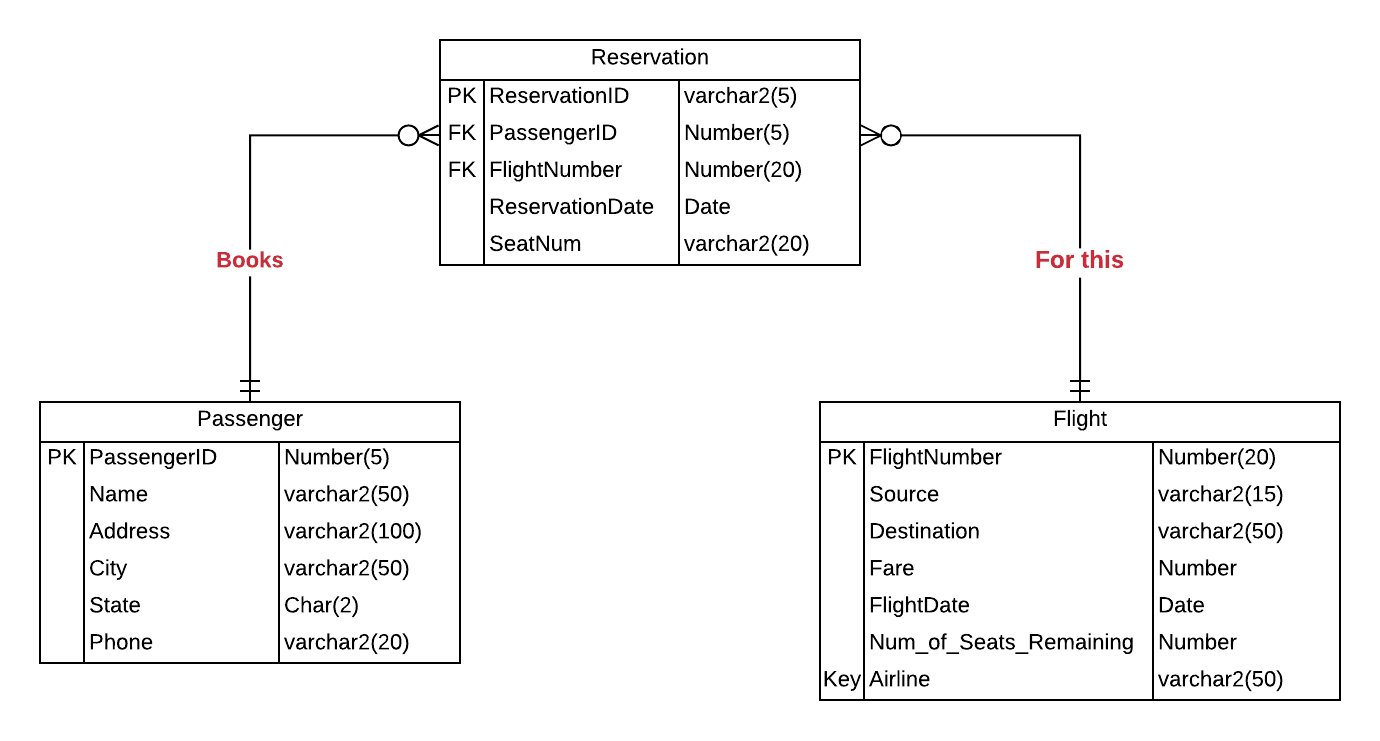 Reservation
PK ReservationID varchar2(5)
FK PassengerID Number(5)
FK FlightNumber Number(20)
ReservationDate Date
SeatNum varchar2(20)
Books
For this
Passenger
PK PassengerID Number(5)
Name varchar2(50)
Address varchar2(100)
City varchar2(50)
State Char(2)
Phone varchar2(20)
Flight
PK FlightNumber Number(20)
Source varchar2(15)
Destination varchar2(50)
Fare Number
FlightDate Date
Num_of_Seats_Remaining Number
Key Airline varchar2(50)